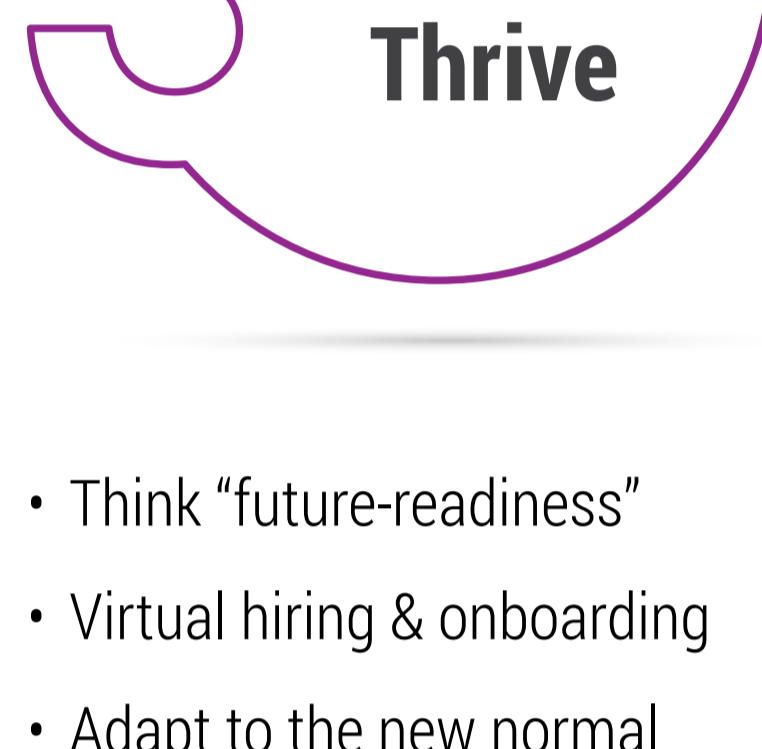 Thrive
• Think “future-readiness”
• Virtual hiring & onboarding
• Adapt to the new normal